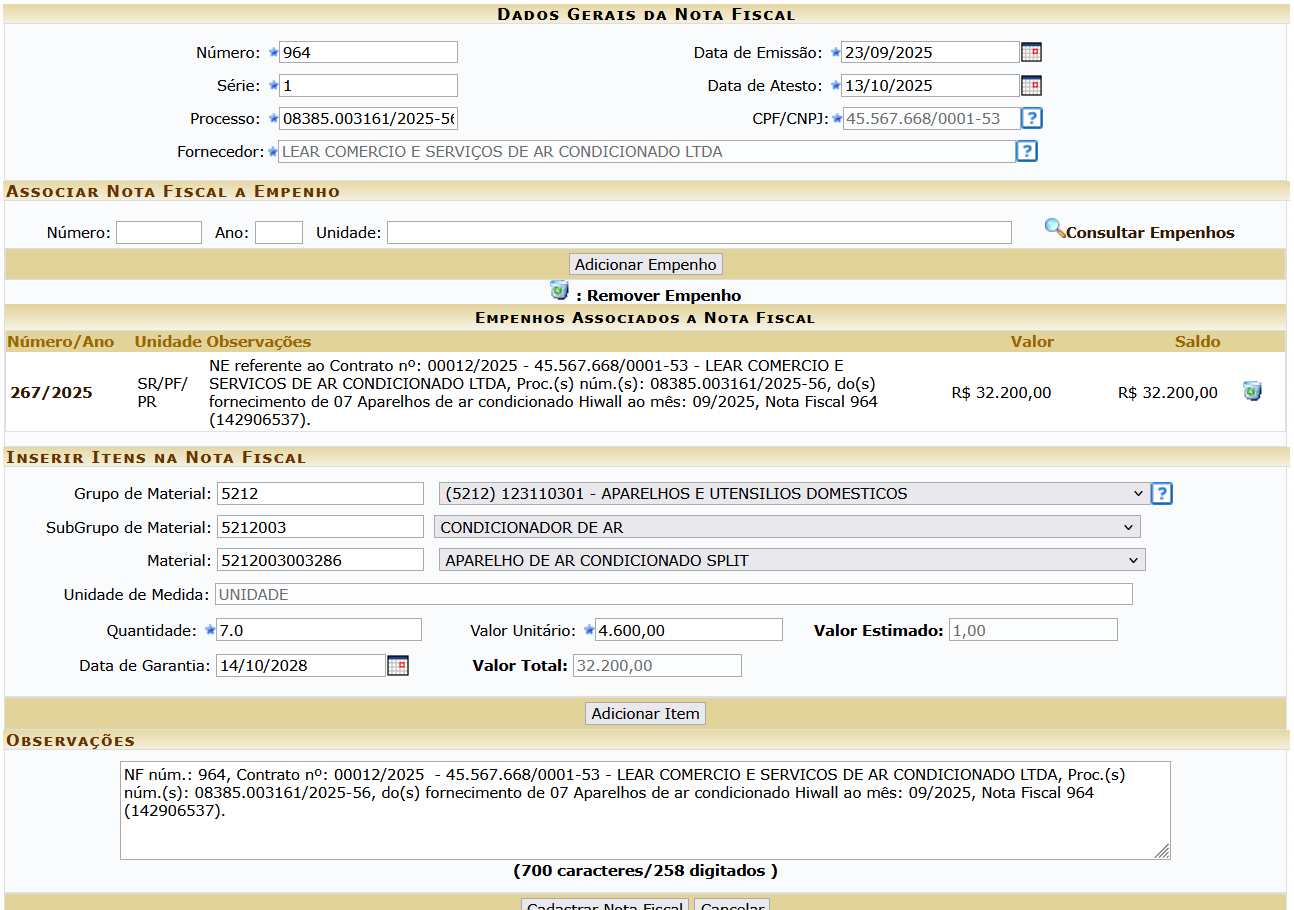 Dados Gerais da Nota Fiscal
Número: 964 Data de Emissão: 23/09/2025
Série: 1 Data de Atesto: 13/10/2025
Processo: 08385.003161/2025-56 CPF/CNPJ: 45.567.668/0001-53 ?
Fornecedor: LEAR COMERCIO E SERVIÇOS DE AR CONDICIONADO LTDA ?
Associar Nota Fiscal a Empenho
Número: Ano: Unidade: Consultar Empenhos
Adicionar Empenho
: Remover Empenho
Empenhos Associados a Nota Fiscal
Número/Ano Unidade Observações Valor Saldo
267/2025 SR/PF/PR NE referente ao Contrato nº: 00012/2025 - 45.567.668/0001-53 - LEAR COMERCIO E
SERVICOS DE AR CONDICIONADO LTDA, Proc.(s) núm.(s): 08385.003161/2025-56, do(s)
fornecimento de 07 Aparelhos de ar condicionado Hiwall ao mês: 09/2025, Nota Fiscal 964
(142906537). R$ 32.200,00 R$ 32.200,00
Inserir Itens na Nota Fiscal
Grupo de Material: 5212 (5212) 123110301 - APARELHOS E UTENSILIOS DOMESTICOS ?
SubGrupo de Material: 5212003 CONDICIONADOR DE AR
Material: 5212003003286 APARELHO DE AR CONDICIONADO SPLIT
Unidade de Medida: UNIDADE
Quantidade: 7.0 Valor Unitário: 4.600,00 Valor Estimado: 1,00
Data de Garantia: 14/10/2028 Valor Total: 32.200,00
Adicionar Item
Observações
NF núm.: 964, Contrato nº: 00012/2025 - 45.567.668/0001-53 - LEAR COMERCIO E SERVICOS DE AR CONDICIONADO LTDA, Proc.(s)
núm.(s): 08385.003161/2025-56, do(s) fornecimento de 07 Aparelhos de ar condicionado Hiwall ao mês: 09/2025, Nota Fiscal 964
(142906537).
(700 caracteres/258 digitados )
Cadastrar Nota Fiscal Cancelar